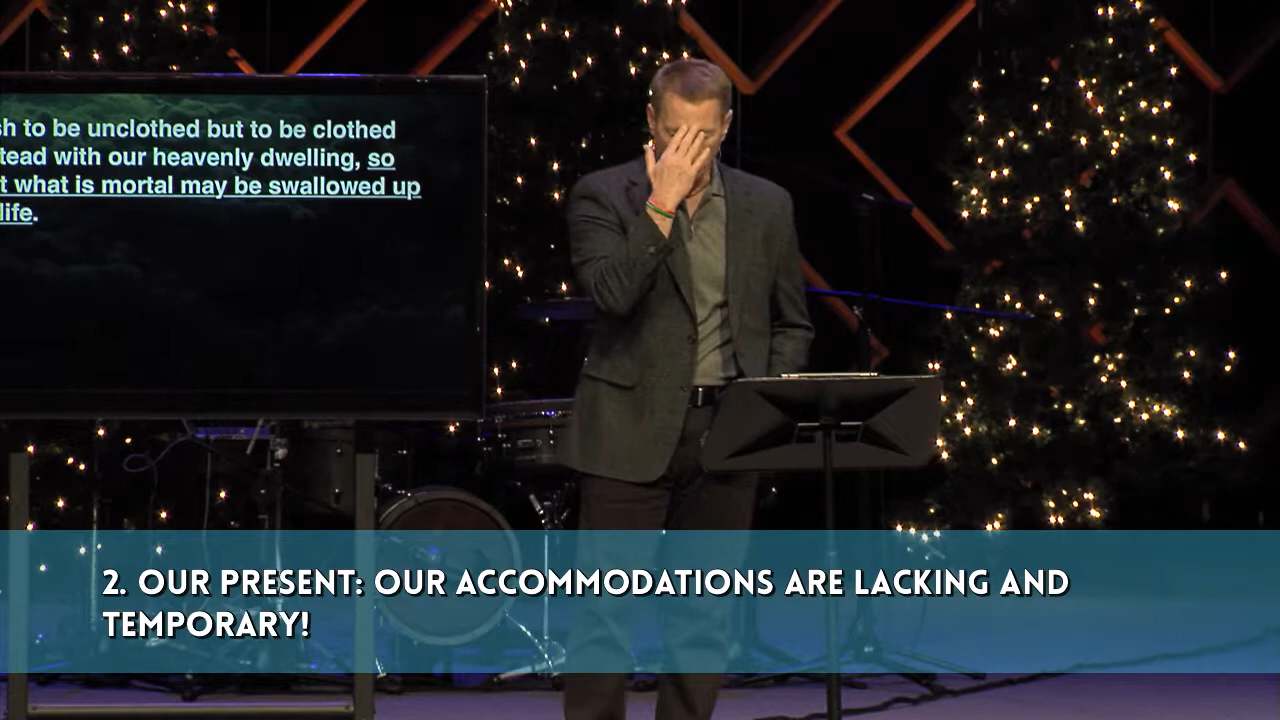 sh to be unclothed but to be clothed
tead with our heavenly dwelling, so
t what is mortal may be swallowed up
life.
2. OUR PRESENT: OUR ACCOMMODATIONS ARE LACKING AND
TEMPORARY!